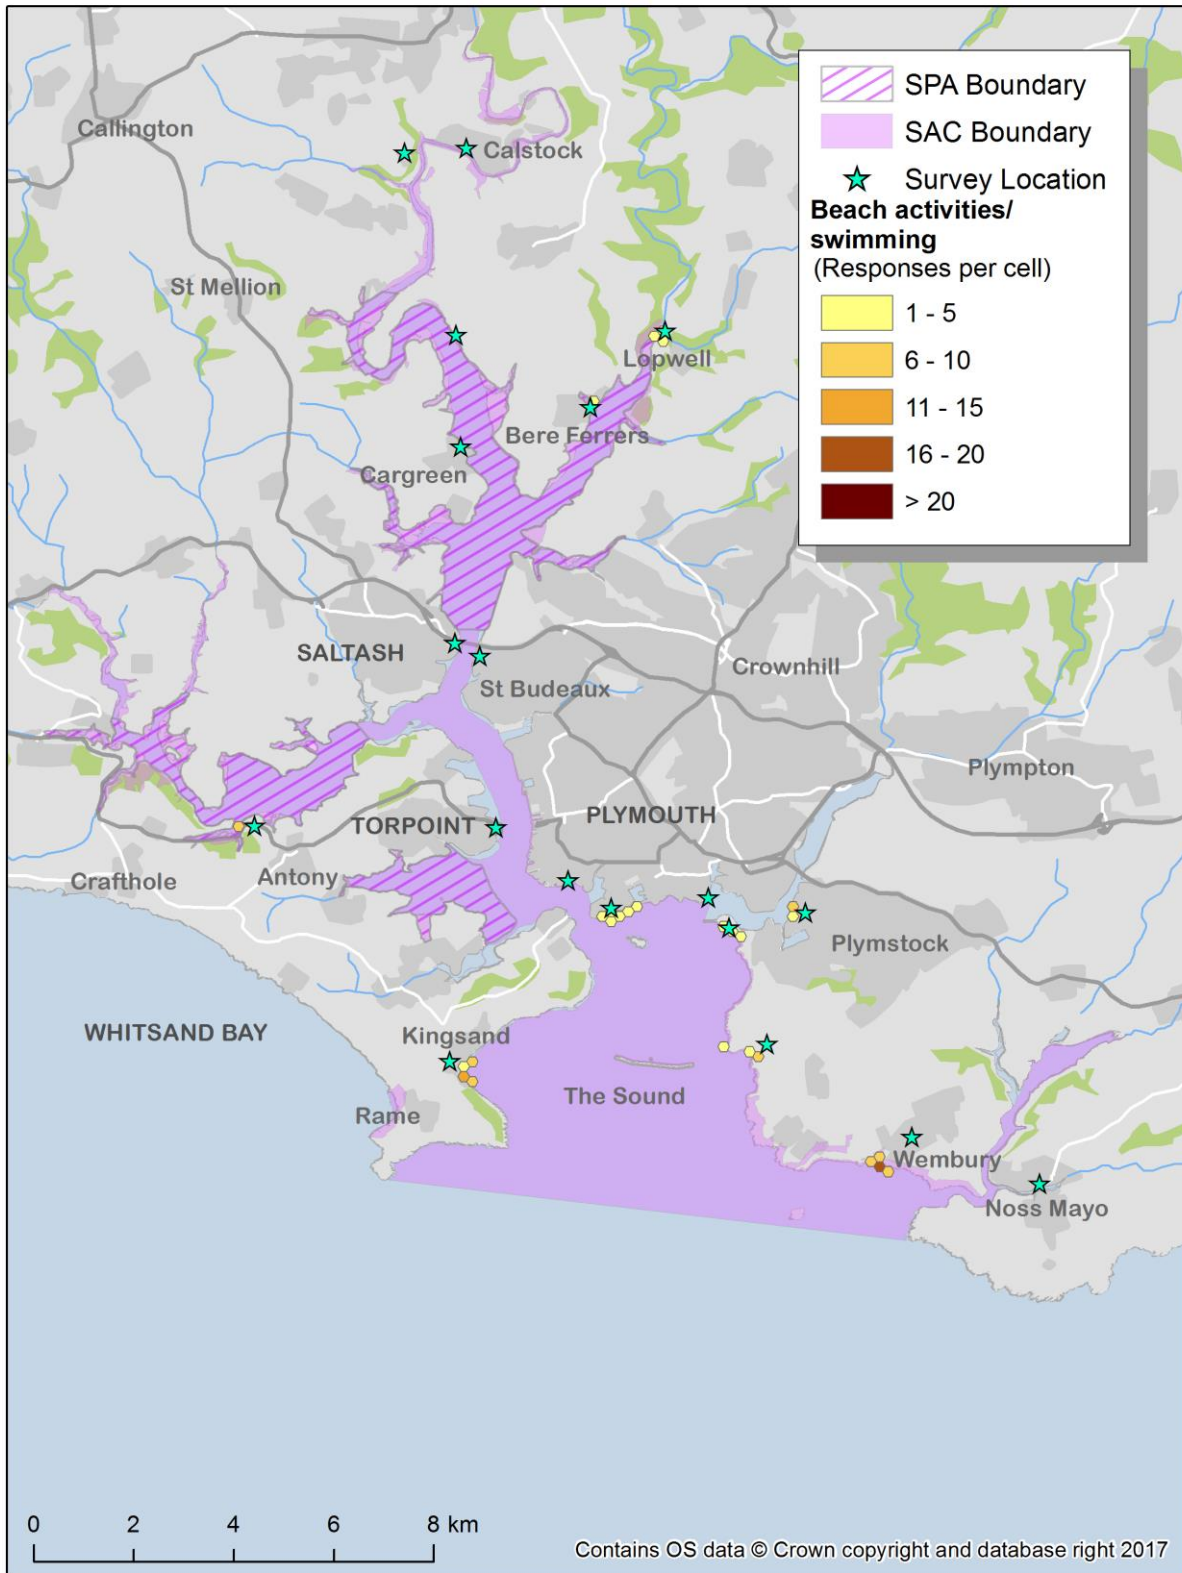 SPA Boundary
SAC Boundary
Survey Location
Beach activities/
swimming
(Responses per cell)
1 - 5
6 - 10
11 - 15
16 - 20
> 20
Callington
Calstock
St Mellion
Lopwell
Bere Ferrers
Cargreen
SALTASH
St Budeaux
Crownhill
Plympton
TORPOINT
PLYMOUTH
Crafthole
Antony
Plymstock
WHITSAND BAY
Kingsand
The Sound
Rame
Wembury
Noss Mayo
0 2 4 6 8 km
Contains OS data © Crown copyright and database right 2017